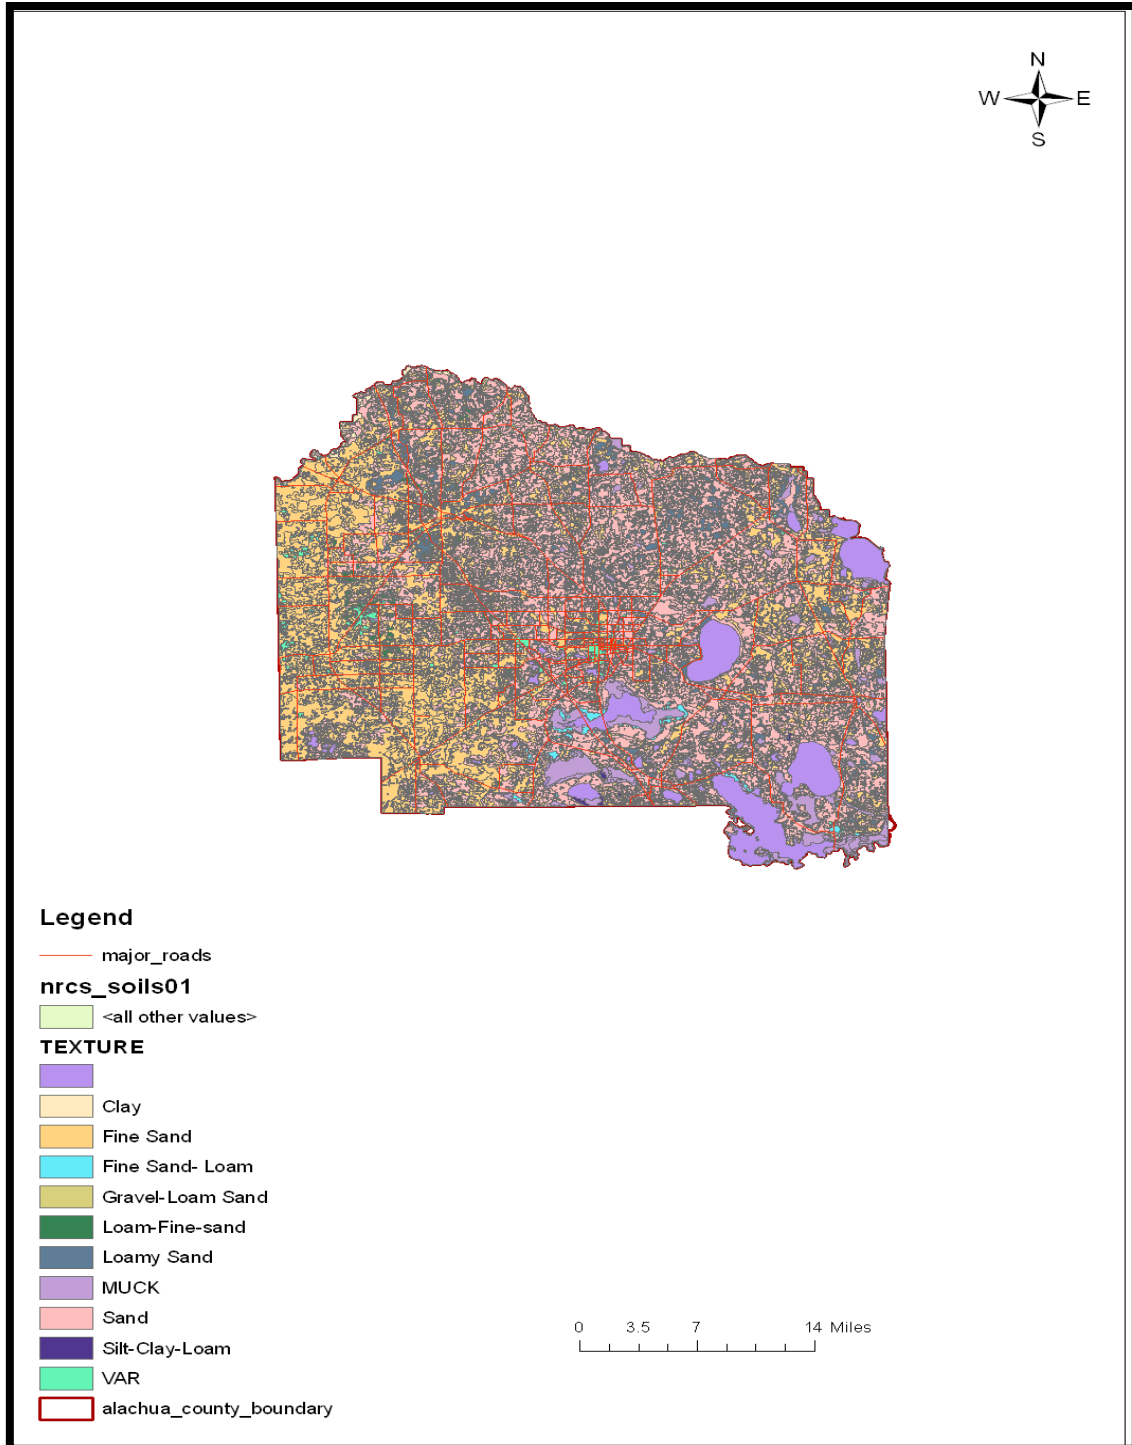 N
W E
S
Legend
major_roads
nrcs_soils01
<all other values>
TEXTURE
Clay
Fine Sand
Fine Sand- Loam
Gravel-Loam Sand
Loam-Fine-sand
Loamy Sand
MUCK
Sand
Silt-Clay-Loam
VAR
alachua_county_boundary
0 3.5 7 14 Miles